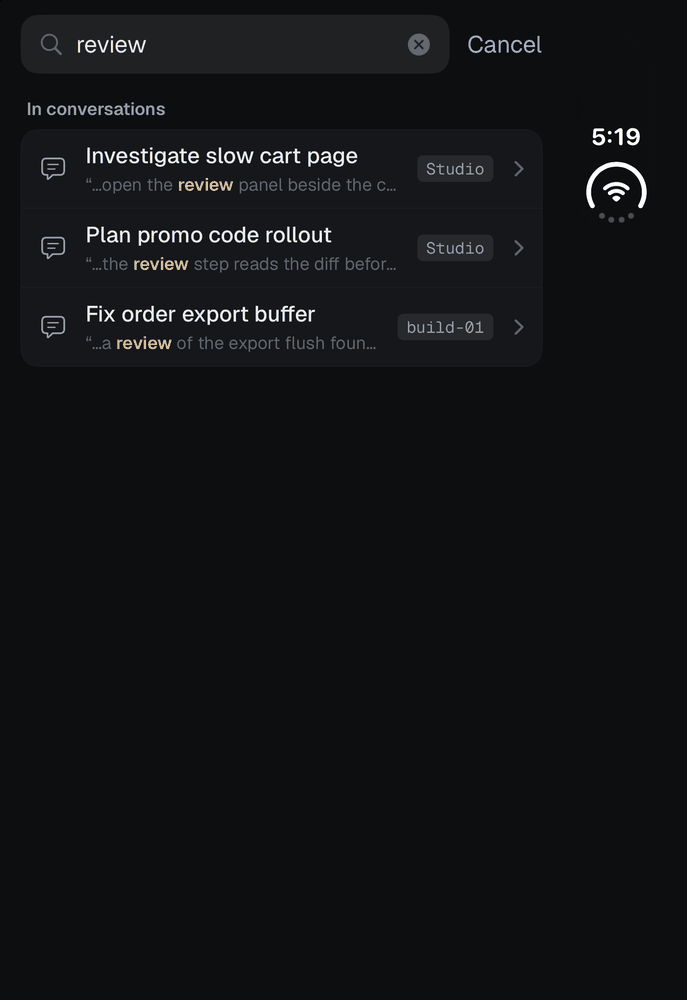 review
Cancel
In conversations
5:19
Investigate slow cart page
“…open the review panel beside the c…
Studio
Plan promo code rollout
“…the review step reads the diff befor…
Studio
Fix order export buffer
“…a review of the export flush foun…
build-01